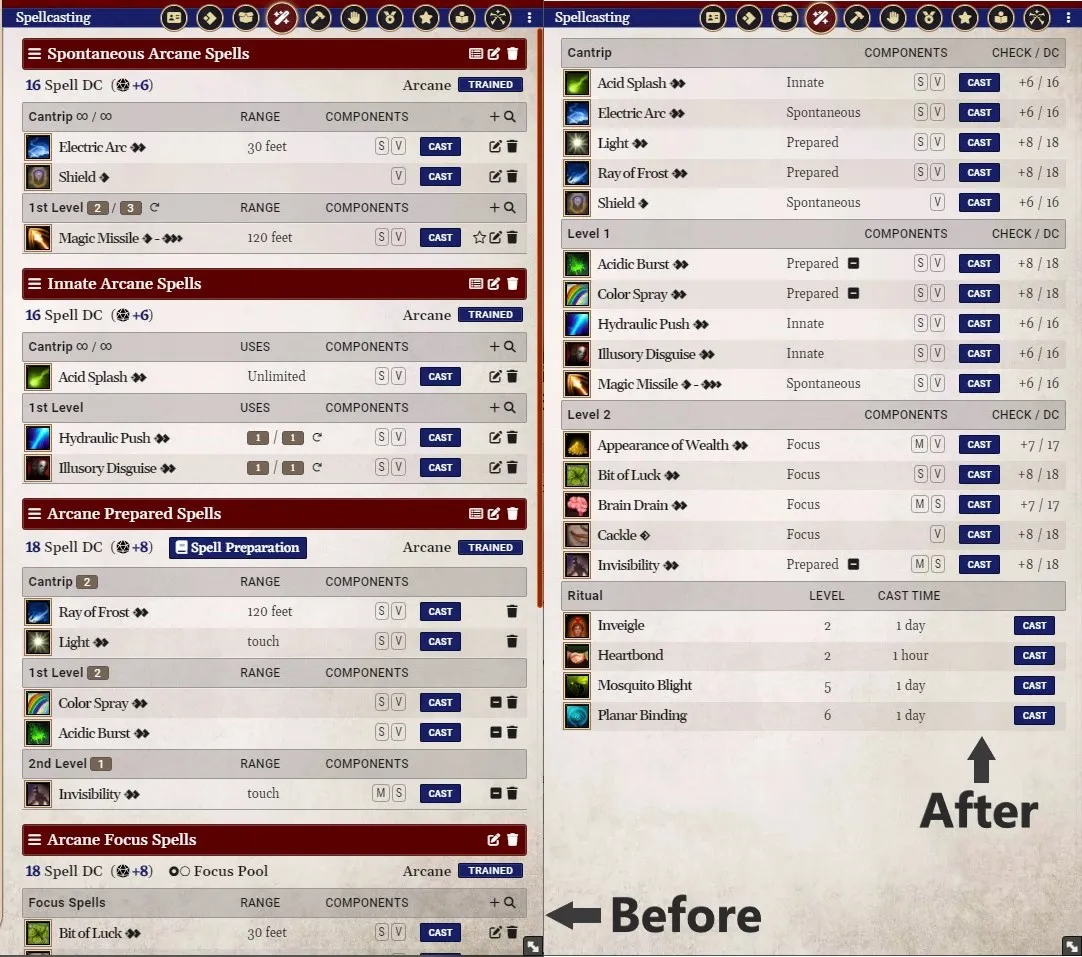 Spellcasting
Spontaneous Arcane Spells
16 Spell DC (+6) Arcane TRAINED
Cantrip ∞ / ∞ RANGE COMPONENTS
Electric Arc 30 feet S V CAST
Shield V CAST
1st Level 2 / 3 RANGE COMPONENTS
Magic Missile - 120 feet S V CAST
Innate Arcane Spells
16 Spell DC (+6) Arcane TRAINED
Cantrip ∞ / ∞ USES COMPONENTS
Acid Splash Unlimited S V CAST
1st Level USES COMPONENTS
Hydraulic Push 1 / 1 S V CAST
Illusory Disguise 1 / 1 S V CAST
Arcane Prepared Spells
18 Spell DC (+8) Spell Preparation Arcane TRAINED
Cantrip 2 RANGE COMPONENTS
Ray of Frost 120 feet S V CAST
Light touch S V CAST
1st Level 2 RANGE COMPONENTS
Color Spray S V CAST
Acidic Burst S V CAST
2nd Level 1 RANGE COMPONENTS
Invisibility touch M S CAST
Arcane Focus Spells
18 Spell DC (+8) Focus Pool Arcane TRAINED
Focus Spells RANGE COMPONENTS
Bit of Luck 30 feet S V CAST
Spellcasting
Cantrip COMPONENTS CHECK / DC
Acid Splash Innate S V CAST +6 / 16
Electric Arc Spontaneous S V CAST +6 / 16
Light Prepared S V CAST +8 / 18
Ray of Frost Prepared S V CAST +8 / 18
Shield Spontaneous V CAST +6 / 16
Level 1 COMPONENTS CHECK / DC
Acidic Burst Prepared S V CAST +8 / 18
Color Spray Prepared S V CAST +8 / 18
Hydraulic Push Innate S V CAST +6 / 16
Illusory Disguise Innate S V CAST +6 / 16
Magic Missile - Spontaneous S V CAST +6 / 16
Level 2 COMPONENTS CHECK / DC
Appearance of Wealth Focus M V CAST +7 / 17
Bit of Luck Focus S V CAST +8 / 18
Brain Drain Focus M S CAST +7 / 17
Cackle Focus V CAST +8 / 18
Invisibility Prepared M S CAST +8 / 18
Ritual LEVEL CAST TIME
Inveigle 2 1 day CAST
Heartbond 2 1 hour CAST
Mosquito Blight 5 1 day CAST
Planar Binding 6 1 day CAST
After
Before